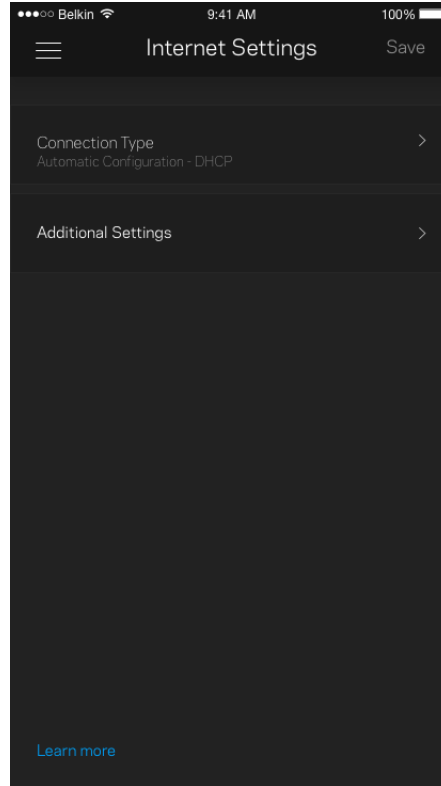 Belkin 9:41 AM 100%
Internet Settings Save
Connection Type
Automatic Configuration - DHCP
Additional Settings
Learn more